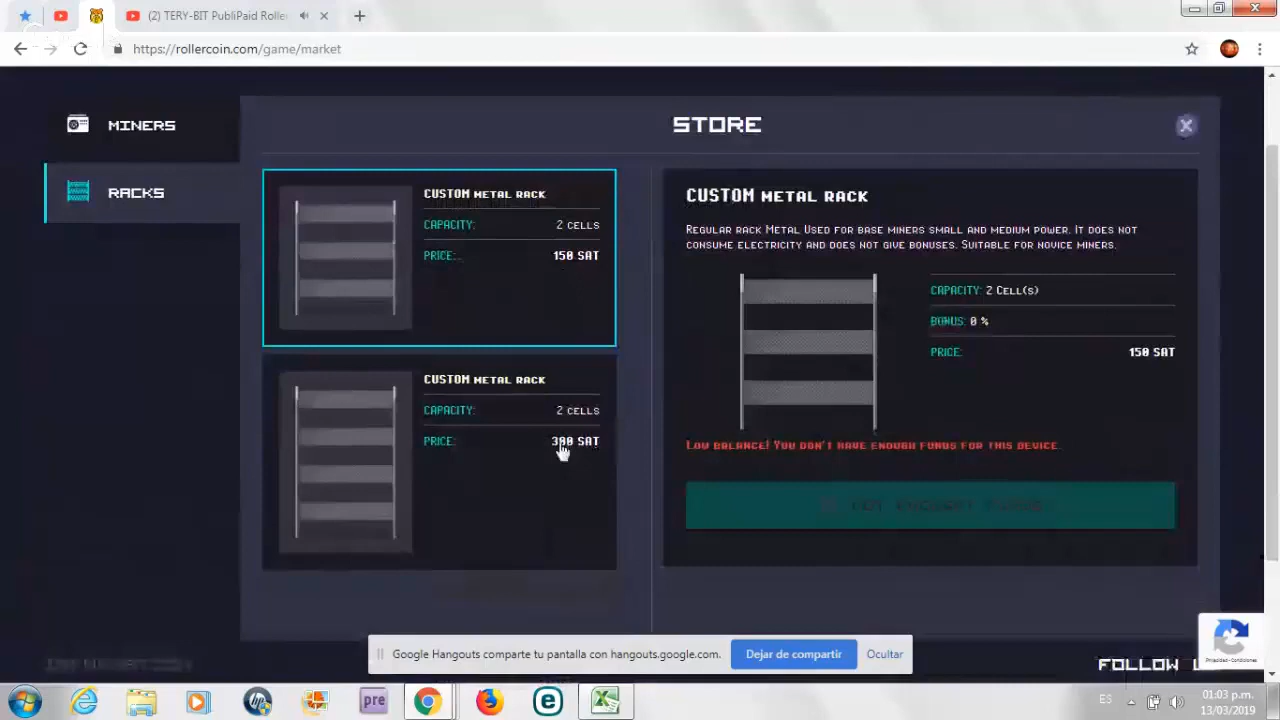 (2) TERY-BIT PubliPaid Roller
https://rollercoin.com/game/market
MINERS
RACKS
STORE
CUSTOM METAL RACK
CAPACITY: 2 CELLS
PRICE: 150 SAT
CUSTOM METAL RACK
CAPACITY: 2 CELLS
PRICE: 300 SAT
CUSTOM METAL RACK
Regular rack Metal Used for base miners small and medium power. It does not
consume electricity and does not give bonuses. Suitable for novice miners.
CAPACITY: 2 Cell(s)
BONUS: 0 %
PRICE: 150 SAT
Low balance! You don't have enough funds for this device.
Google Hangouts comparte tu pantalla con hangouts.google.com.
Dejar de compartir
Ocultar
Privacidad - Condiciones
FOLLOW
pre
ES
01:03 p.m.
13/03/2019